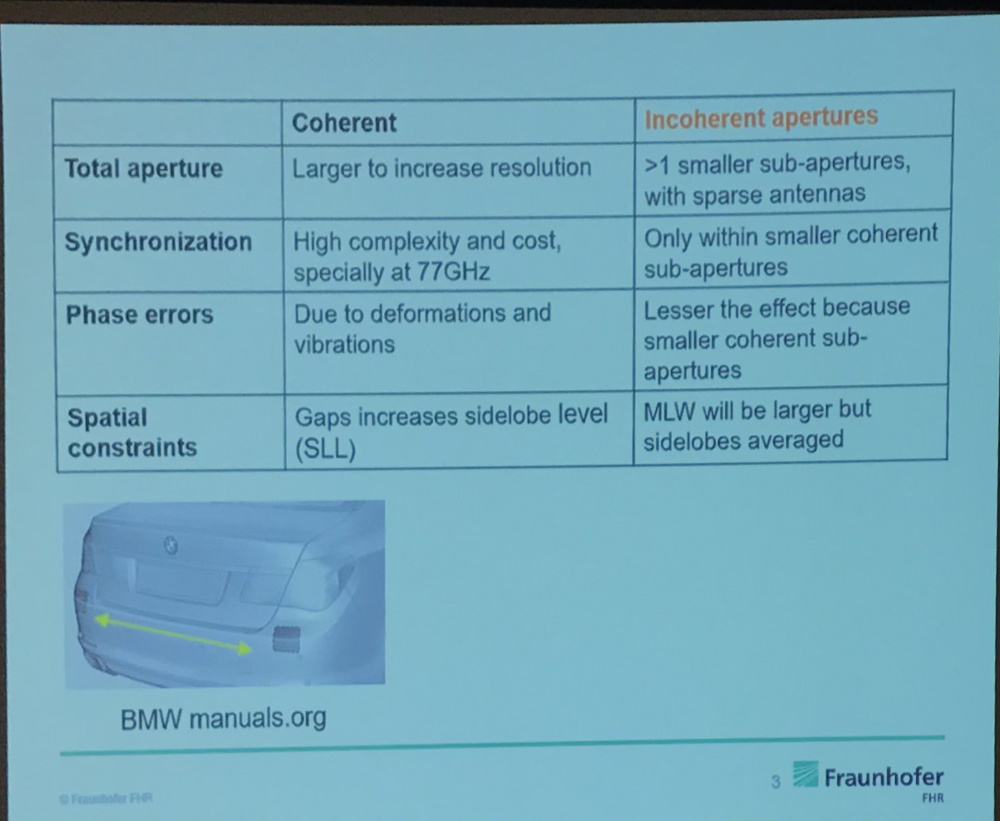 Coherent
Incoherent apertures
Total aperture
Larger to increase resolution
>1 smaller sub-apertures,
with sparse antennas
Synchronization
High complexity and cost,
specially at 77GHz
Only within smaller coherent
sub-apertures
Phase errors
Due to deformations and
vibrations
Lesser the effect because
smaller coherent sub-
apertures
Spatial
constraints
Gaps increases sidelobe level
(SLL)
MLW will be larger but
sidelobes averaged
BMW manuals.org
© Fraunhofer FHR
3
Fraunhofer
FHR